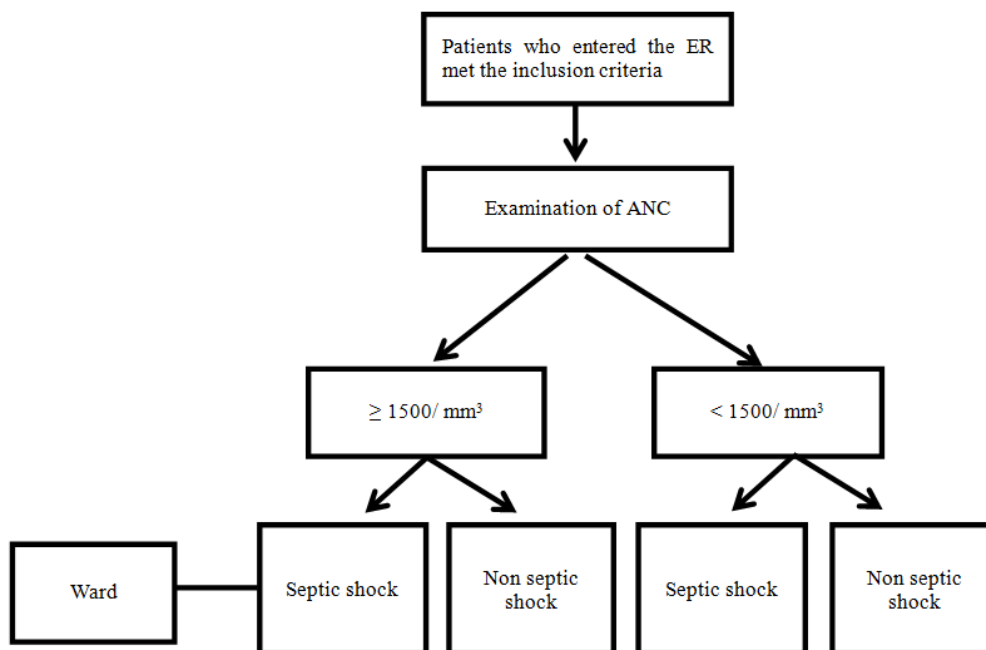 Patients who entered the ER
met the inclusion criteria
Examination of ANC
≥ 1500/ mm³
< 1500/ mm³
Ward
Septic shock
Non septic
shock
Septic shock
Non septic
shock